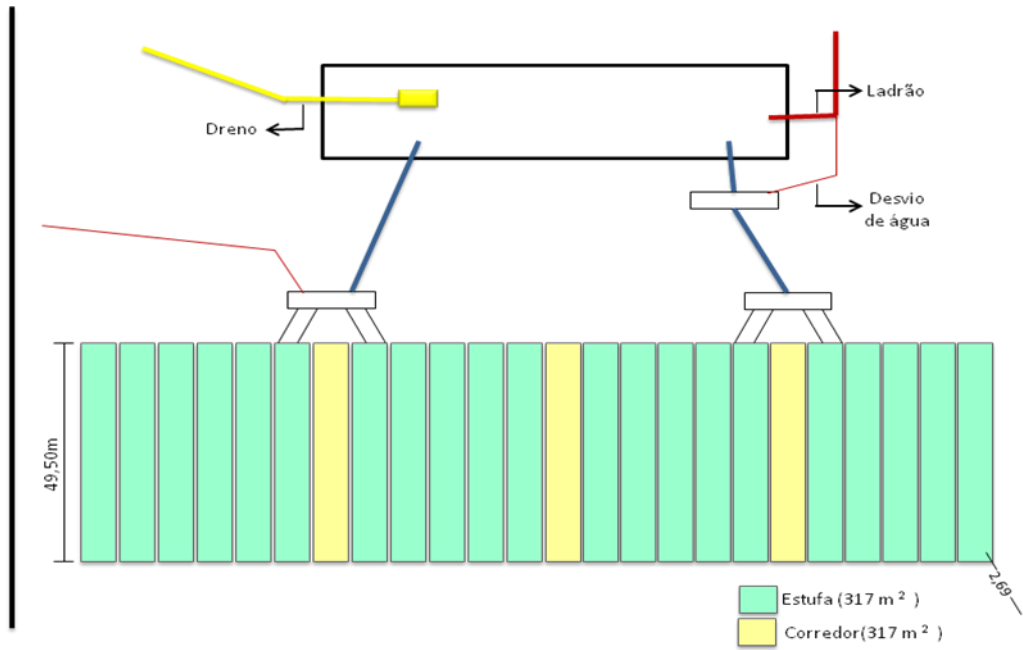 Ladrão
Dreno
Desvio
de água
49,50m
2,69
Estufa (317 m ² )
Corredor(317 m ² )